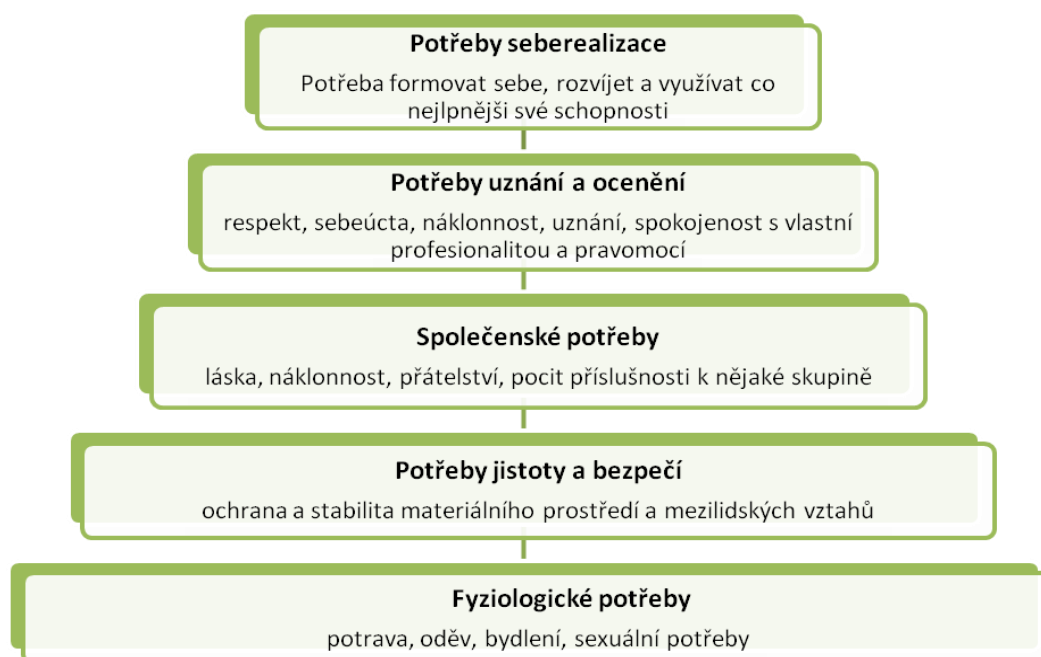 Potřeby seberealizace
Potřeba formovat sebe, rozvíjet a využívat co
nejlpnějši své schopnosti
Potřeby uznání a ocenění
respekt, sebeúcta, náklonnost, uznání, spokojenost s vlastní
profesionalitou a pravomocí
Společenské potřeby
láska, náklonnost, přátelství, pocit příslušnosti k nějaké skupině
Potřeby jistoty a bezpečí
ochrana a stabilita materiálního prostředí a mezilidských vztahů
Fyziologické potřeby
potrava, oděv, bydlení, sexuální potřeby